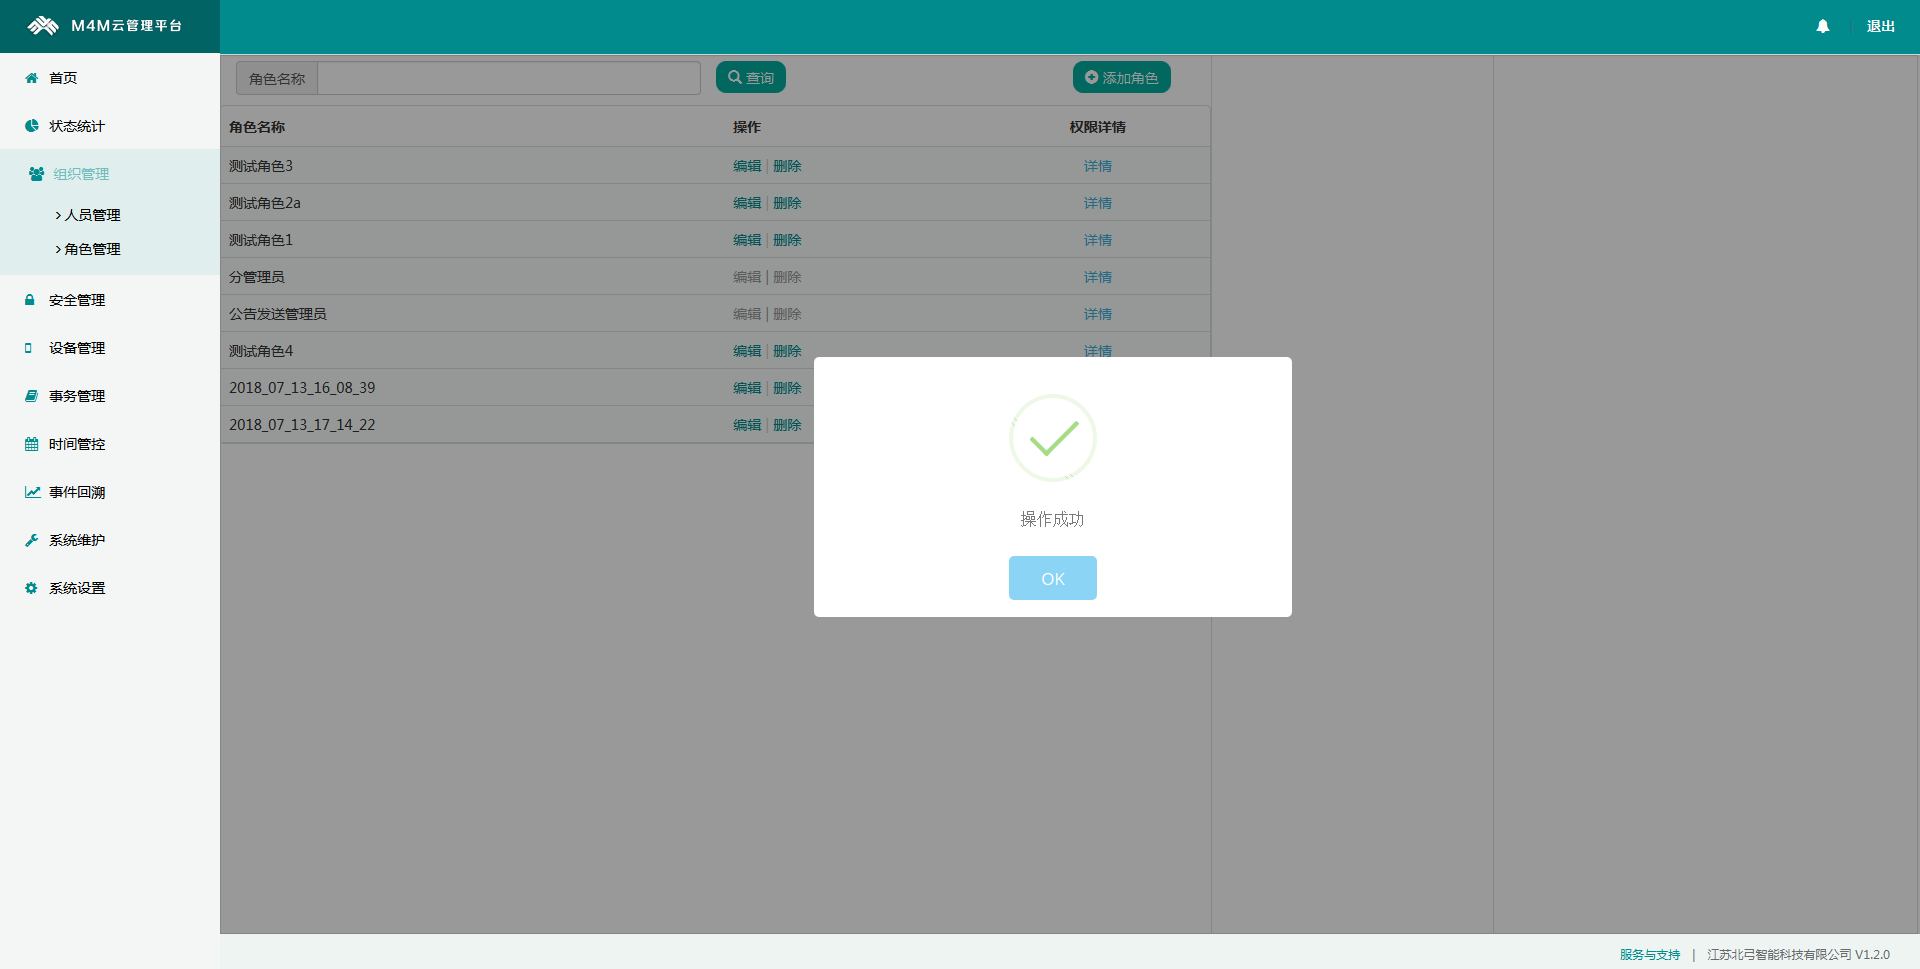 M4M云管理平台
退出
首页
状态统计
组织管理
人员管理
角色管理
安全管理
设备管理
事务管理
时间管控
事件回溯
系统维护
系统设置
角色名称
查询
添加角色
角色名称 操作 权限详情
测试角色3 编辑 | 删除 详情
测试角色2a 编辑 | 删除 详情
测试角色1 编辑 | 删除 详情
分管理员 编辑 | 删除 详情
公告发送管理员 编辑 | 删除 详情
测试角色4 编辑 | 删除 详情
2018_07_13_16_08_39 编辑 | 删除
2018_07_13_17_14_22 编辑 | 删除
操作成功
OK
服务与支持 | 江苏北弓智能科技有限公司 V1.2.0